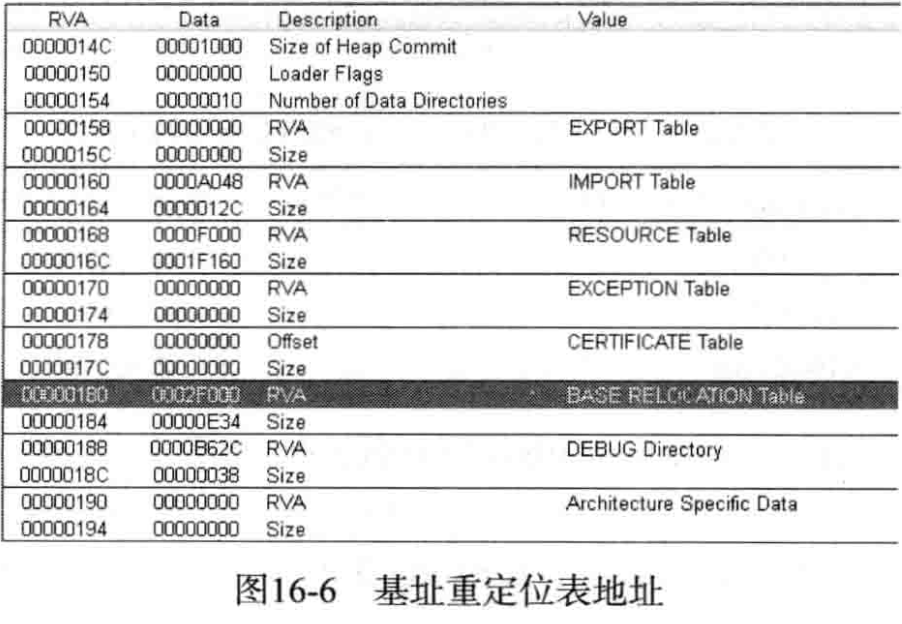 RVA Data Description Value
0000014C 00001000 Size of Heap Commit
00000150 00000000 Loader Flags
00000154 00000010 Number of Data Directories
00000158 00000000 RVA EXPORT Table
0000015C 00000000 Size
00000160 0000A048 RVA IMPORT Table
00000164 0000012C Size
00000168 0000F000 RVA RESOURCE Table
0000016C 0001F160 Size
00000170 00000000 RVA EXCEPTION Table
00000174 00000000 Size
00000178 00000000 Offset CERTIFICATE Table
0000017C 00000000 Size
00000180 0002F000 RVA BASE RELOCATION Table
00000184 00000E34 Size
00000188 0000B62C RVA DEBUG Directory
0000018C 00000038 Size
00000190 00000000 RVA Architecture Specific Data
00000194 00000000 Size
图16-6 基址重定位表地址